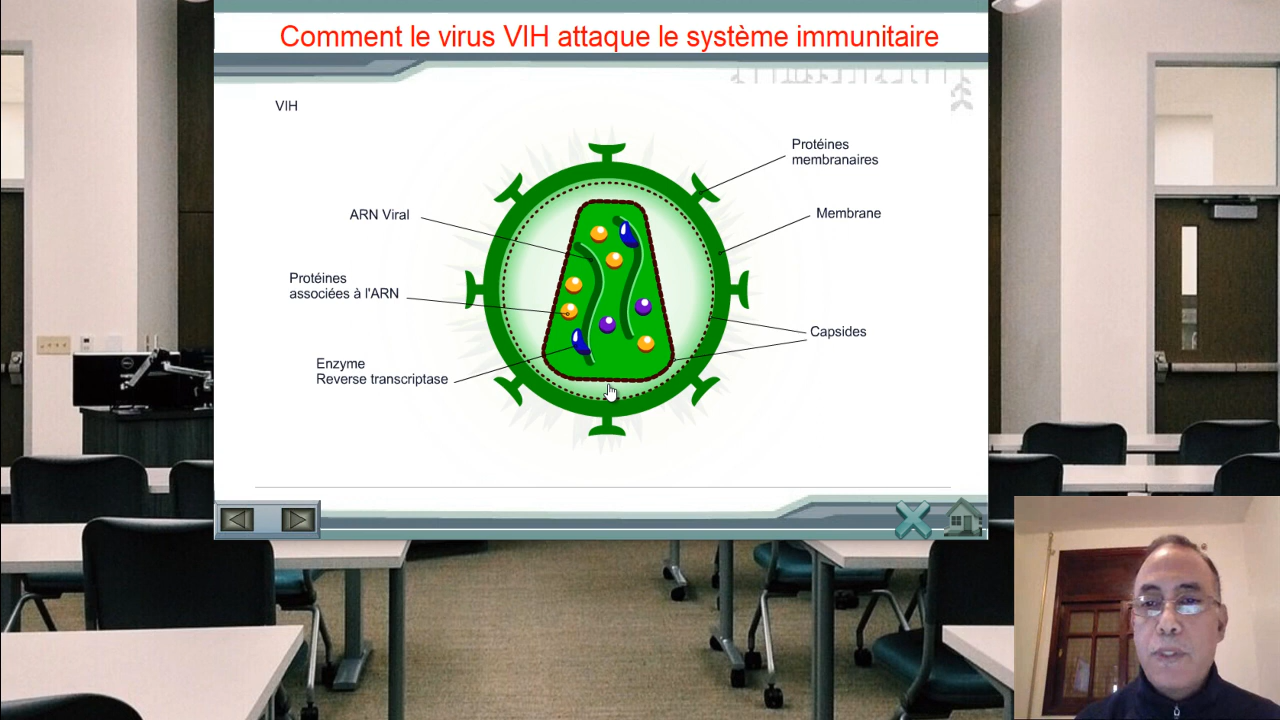 Comment le virus VIH attaque le système immunitaire
VIH
Protéines
membranaires
ARN Viral
Membrane
Protéines
associées à l'ARN
Capsides
Enzyme
Reverse transcriptase